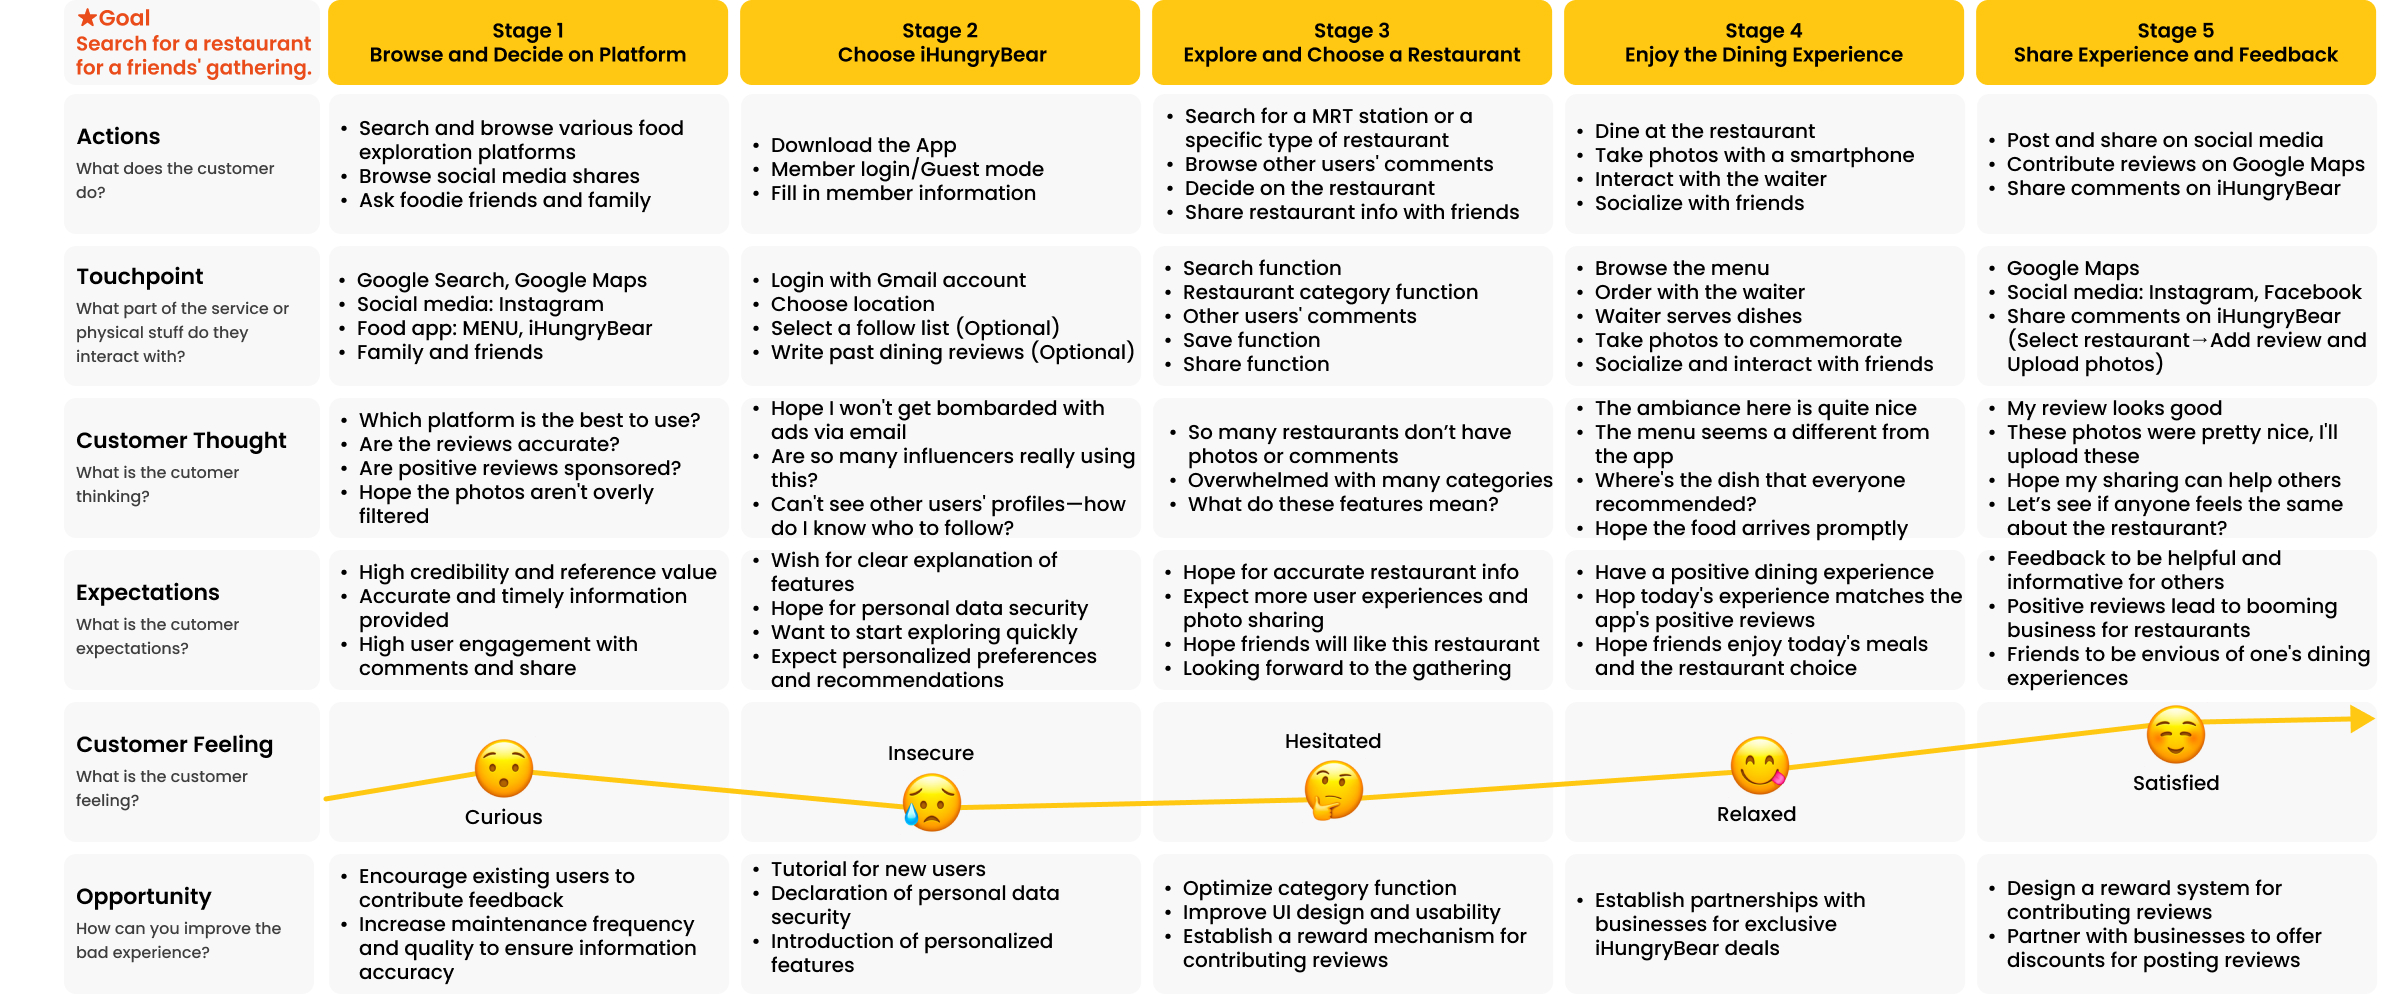 ★Goal
Search for a restaurant
for a friends' gathering.
Stage 1
Browse and Decide on Platform
Stage 2
Choose iHungryBear
Stage 3
Explore and Choose a Restaurant
Stage 4
Enjoy the Dining Experience
Stage 5
Share Experience and Feedback
Actions
What does the customer
do?
• Search and browse various food
exploration platforms
• Browse social media shares
• Ask foodie friends and family
• Download the App
• Member login/Guest mode
• Fill in member information
• Search for a MRT station or a
specific type of restaurant
• Browse other users' comments
• Decide on the restaurant
• Share restaurant info with friends
• Dine at the restaurant
• Take photos with a smartphone
• Interact with the waiter
• Socialize with friends
• Post and share on social media
• Contribute reviews on Google Maps
• Share comments on iHungryBear
Touchpoint
What part of the service or
physical stuff do they
interact with?
• Google Search, Google Maps
• Social media: Instagram
• Food app: MENU, iHungryBear
• Family and friends
• Login with Gmail account
• Choose location
• Select a follow list (Optional)
• Write past dining reviews (Optional)
• Search function
• Restaurant category function
• Other users' comments
• Save function
• Share function
• Browse the menu
• Order with the waiter
• Waiter serves dishes
• Take photos to commemorate
• Socialize and interact with friends
• Google Maps
• Social media: Instagram, Facebook
• Share comments on iHungryBear
(Select restaurant→Add review and
Upload photos)
Customer Thought
What is the cutomer
thinking?
• Which platform is the best to use?
• Are the reviews accurate?
• Are positive reviews sponsored?
• Hope the photos aren't overly
filtered
• Hope I won't get bombarded with
ads via email
• Are so many influencers really using
this?
• Can't see other users' profiles—how
do I know who to follow?
• So many restaurants don’t have
photos or comments
• Overwhelmed with many categories
• What do these features mean?
• The ambiance here is quite nice
• The menu seems a different from
the app
• Where's the dish that everyone
recommended?
• Hope the food arrives promptly
• My review looks good
• These photos were pretty nice, I'll
upload these
• Hope my sharing can help others
• Let’s see if anyone feels the same
about the restaurant?
Expectations
What is the cutomer
expectations?
• High credibility and reference value
• Accurate and timely information
provided
• High user engagement with
comments and share
• Wish for clear explanation of
features
• Hope for personal data security
• Want to start exploring quickly
• Expect personalized preferences
and recommendations
• Hope for accurate restaurant info
• Expect more user experiences and
photo sharing
• Hope friends will like this restaurant
• Looking forward to the gathering
• Have a positive dining experience
• Hop today's experience matches the
app's positive reviews
• Hope friends enjoy today's meals
and the restaurant choice
• Feedback to be helpful and
informative for others
• Positive reviews lead to booming
business for restaurants
• Friends to be envious of one's dining
experiences
Customer Feeling
What is the customer
feeling?
Curious
Insecure
Hesitated
Relaxed
Satisfied
Opportunity
How can you improve the
bad experience?
• Encourage existing users to
contribute feedback
• Increase maintenance frequency
and quality to ensure information
accuracy
• Tutorial for new users
• Declaration of personal data
security
• Introduction of personalized
features
• Optimize category function
• Improve UI design and usability
• Establish a reward mechanism for
contributing reviews
• Establish partnerships with
businesses for exclusive
iHungryBear deals
• Design a reward system for
contributing reviews
• Partner with businesses to offer
discounts for posting reviews